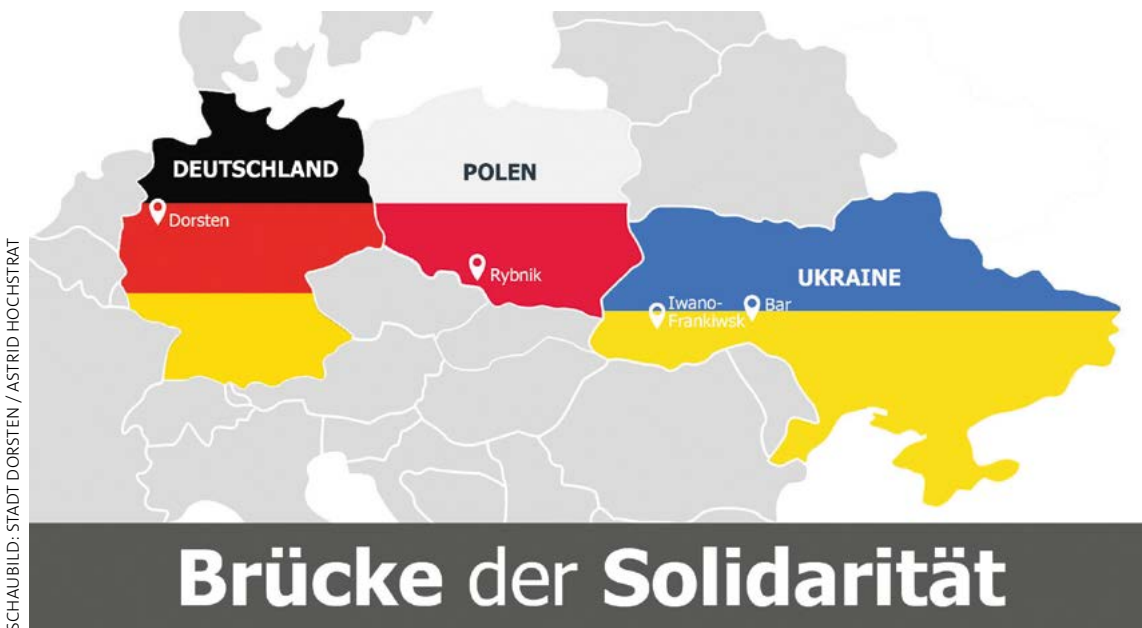 DEUTSCHLAND
POLEN
Dorsten
Rybnik
UKRAINE
Iwano-
Frankiwsk
Bar
Brücke der Solidarität
SCHAUBILD: STADT DORSTEN / ASTRID HOCHSTRAT